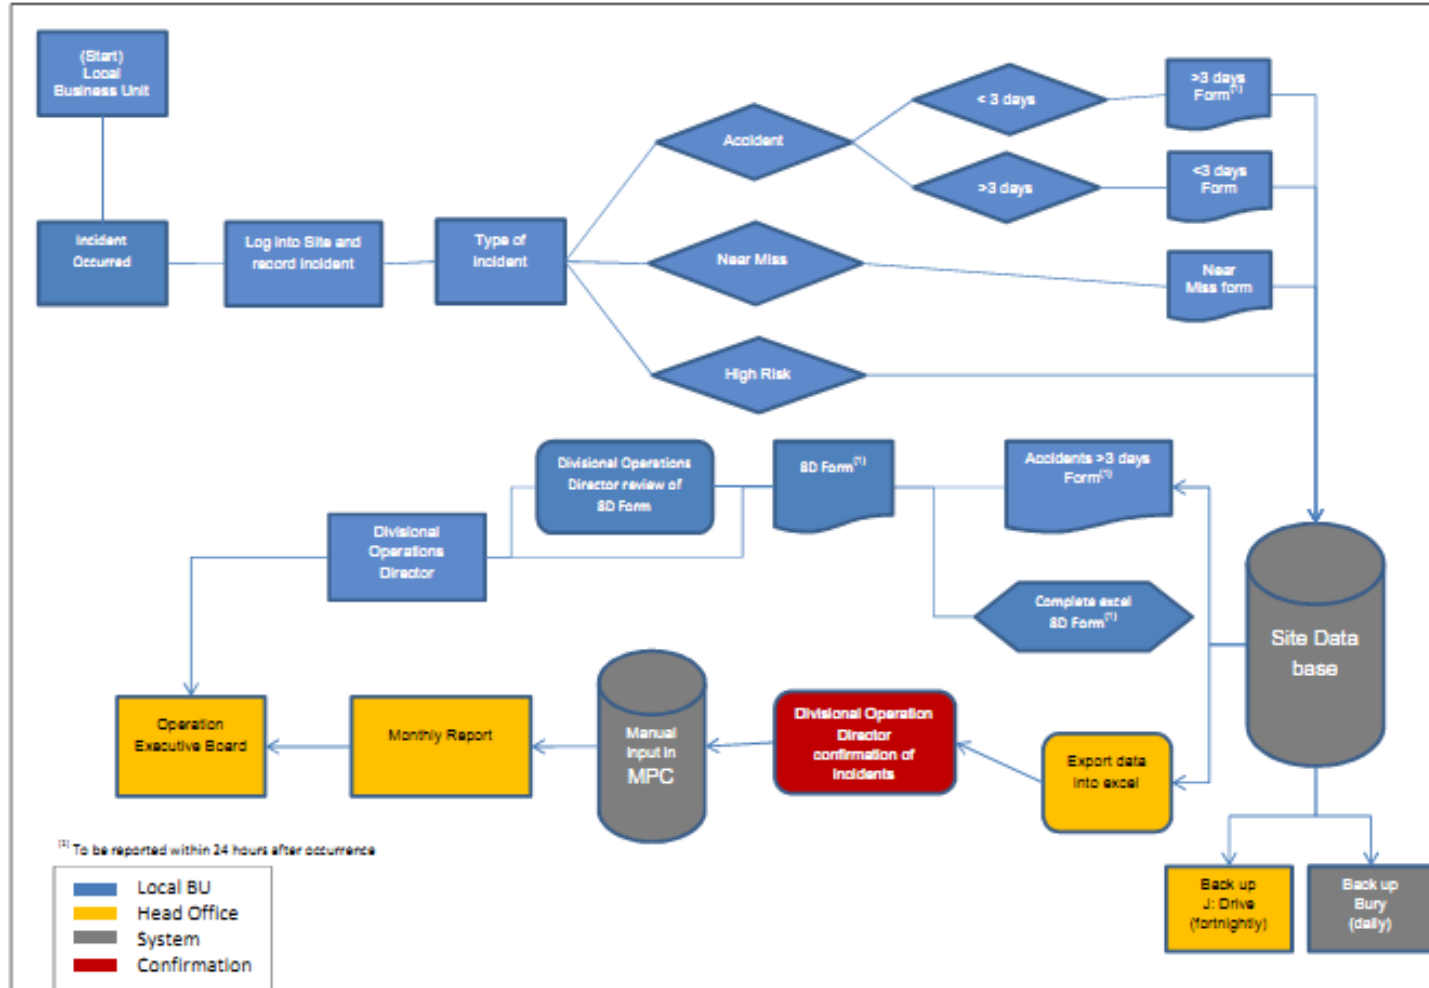 (Start)
Local
Business Unit
Incident
Occurred
Log into Site and
record incident
Type of
incident
Accident
< 3 days
>3 days
Form(1)
>3 days
<3 days
Form
Near Miss
Near
Miss form
High Risk
Divisional Operations
Director review of
8D Form
8D Form(1)
Accidents >3 days
Form(1)
Divisional
Operations
Director
Complete excel
8D Form(1)
Site Data
base
Operation
Executive Board
Monthly Report
Manual
input in
MPC
Divisional Operation
Director
confirmation of
incidents
Export data
into excel
(1) To be reported within 24 hours after occurrence
Local BU
Head Office
System
Confirmation
Back up
J: Drive
(fortnightly)
Back up
Bury
(daily)